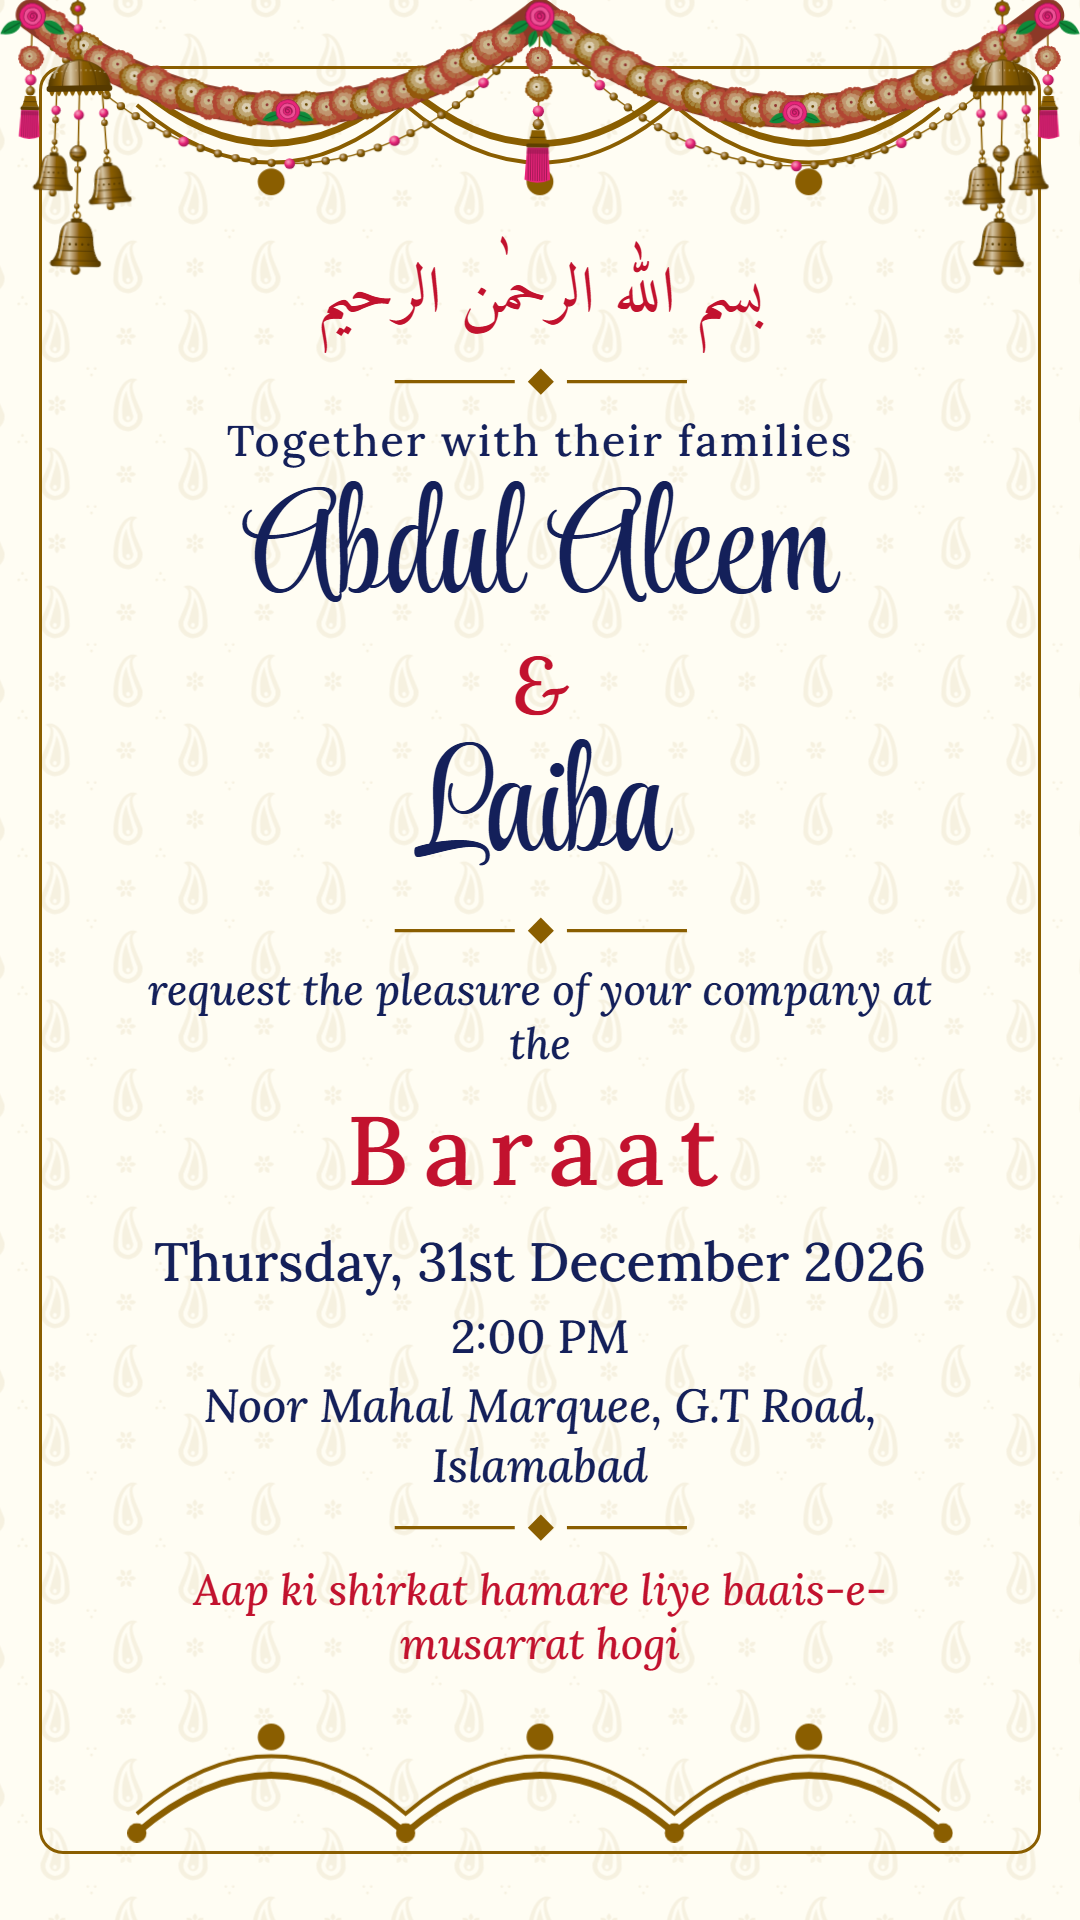 بسم الله الرحمٰن الرحيم
Together with their families
Abdul Aleem
&
Laiba
request the pleasure of your company at
the
Baraat
Thursday, 31st December 2026
2:00 PM
Noor Mahal Marquee, G.T Road,
Islamabad
Aap ki shirkat hamare liye baais-e-
musarrat hogi